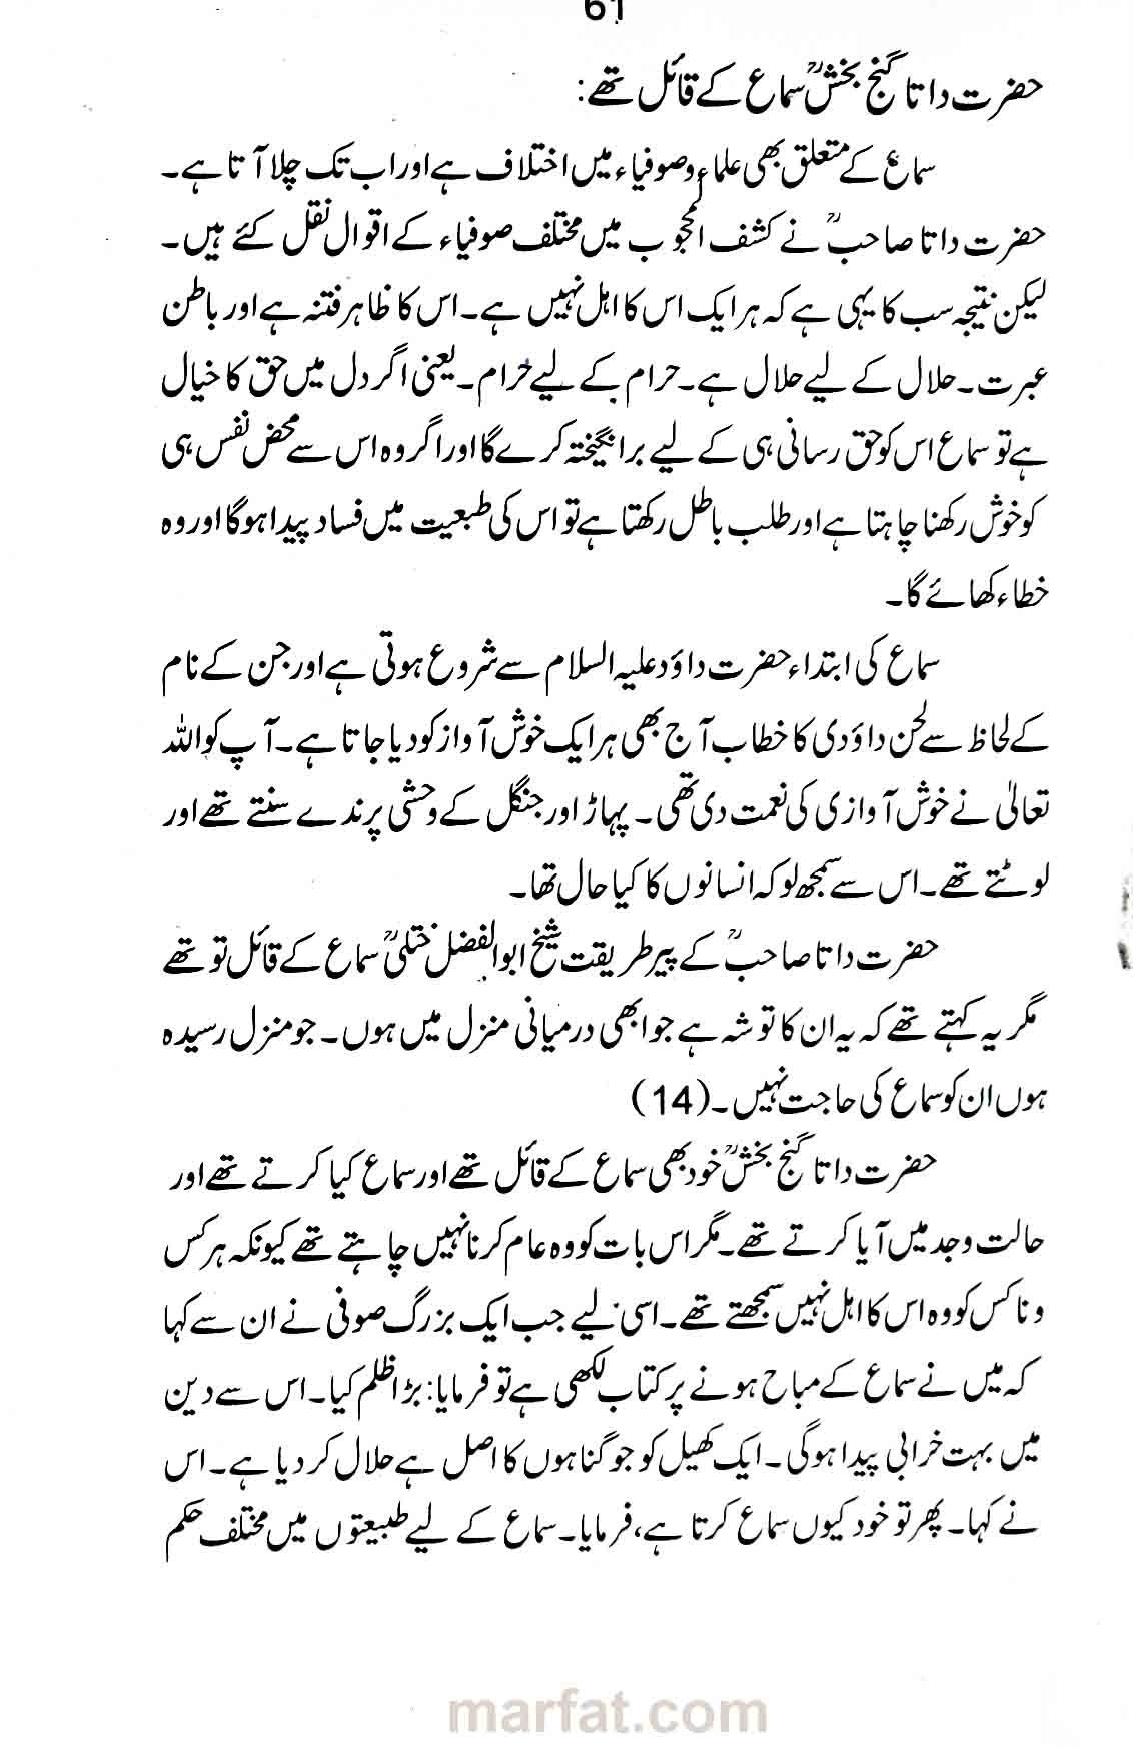 61
حضرت داتا گنج بخشؒ سماع کے قائل تھے:
سماع کے متعلق بھی علماء وصوفیاء میں اختلاف ہے اور اب تک چلا آتا ہے۔
حضرت داتا صاحبؒ نے کشف المحجوب میں مختلف صوفیاء کے اقوال نقل کئے ہیں۔
لیکن نتیجہ سب کا یہی ہے کہ ہر ایک اس کا اہل نہیں ہے۔ اس کا ظاہر فتنہ ہے اور باطن
عبرت۔ حلال کے لیے حلال ہے۔ حرام کے لیے حرام۔ یعنی اگر دل میں حق کا خیال
ہے تو سماع اس کو حق رسانی ہی کے لیے برانگیختہ کرے گا اور اگر وہ اس سے محض نفس ہی
کو خوش رکھنا چاہتا ہے اور طلب باطل رکھتا ہے تو اس کی طبعیت میں فساد پیدا ہوگا اور وہ
خطاء کھائے گا۔
سماع کی ابتداء حضرت داؤد علیہ السلام سے شروع ہوتی ہے اور جن کے نام
کے لحاظ سے لحن داؤدی کا خطاب آج بھی ہر ایک خوش آواز کو دیا جاتا ہے۔ آپ کو اللہ
تعالیٰ نے خوش آوازی کی نعمت دی تھی۔ پہاڑ اور جنگل کے وحشی پرندے سنتے تھے اور
لوٹتے تھے۔ اس سے سمجھ لو کہ انسانوں کا کیا حال تھا۔
حضرت داتا صاحبؒ کے پیر طریقت شیخ ابو الفضل ختلیؒ سماع کے قائل تو تھے
مگر یہ کہتے تھے کہ یہ ان کا توشہ ہے جو ابھی درمیانی منزل میں ہوں۔ جو منزل رسیدہ
ہوں ان کو سماع کی حاجت نہیں۔ (14)
حضرت داتا گنج بخشؒ خود بھی سماع کے قائل تھے اور سماع کیا کرتے تھے اور
حالت وجد میں آیا کرتے تھے۔ مگر اس بات کو وہ عام کرنا نہیں چاہتے تھے کیونکہ ہر کس
و ناکس کو وہ اس کا اہل نہیں سمجھتے تھے۔ اسی لیے جب ایک بزرگ صوفی نے ان سے کہا
کہ میں نے سماع کے مباح ہونے پر کتاب لکھی ہے تو فرمایا: بڑا ظلم کیا۔ اس سے دین
میں بہت خرابی پیدا ہوگی۔ ایک کھیل کو جو گناہوں کا اصل ہے حلال کر دیا ہے۔ اس
نے کہا۔ پھر تو خود کیوں سماع کرتا ہے، فرمایا۔ سماع کے لیے طبیعتوں میں مختلف حکم
marfat.com